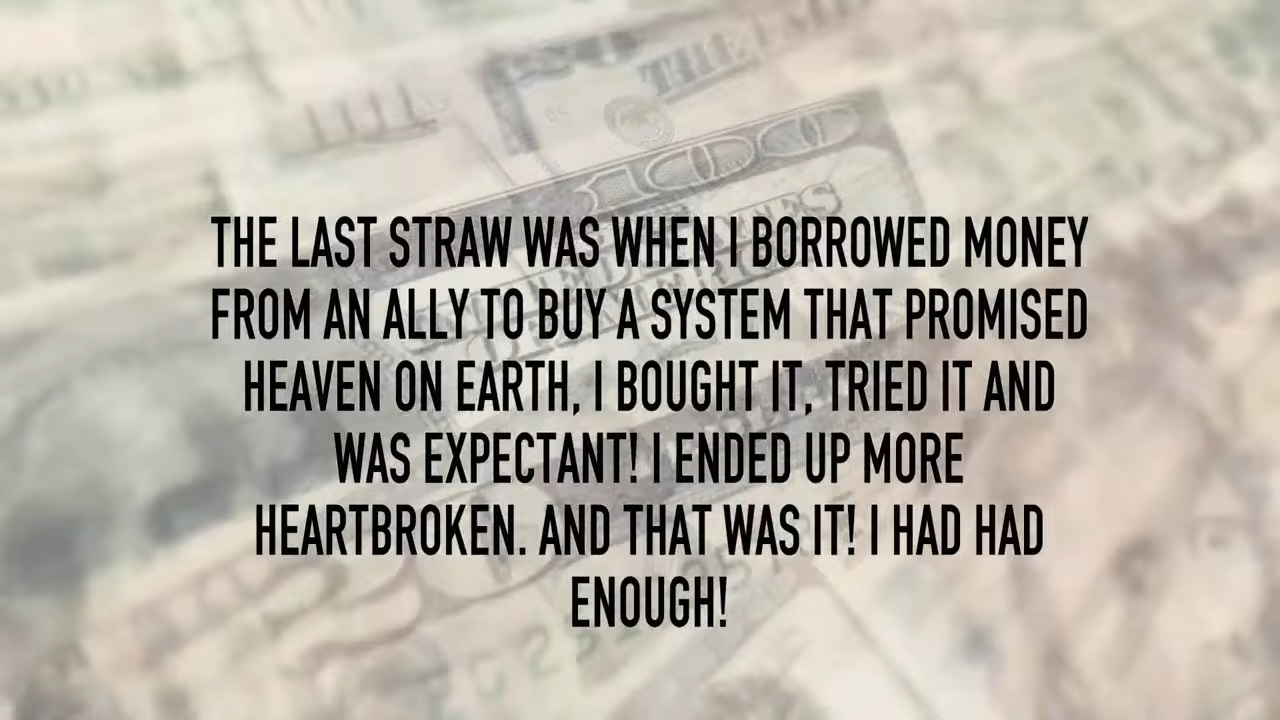 THE LAST STRAW WAS WHEN I BORROWED MONEY
FROM AN ALLY TO BUY A SYSTEM THAT PROMISED
HEAVEN ON EARTH, I BOUGHT IT, TRIED IT AND
WAS EXPECTANT! I ENDED UP MORE
HEARTBROKEN. AND THAT WAS IT! I HAD HAD
ENOUGH!